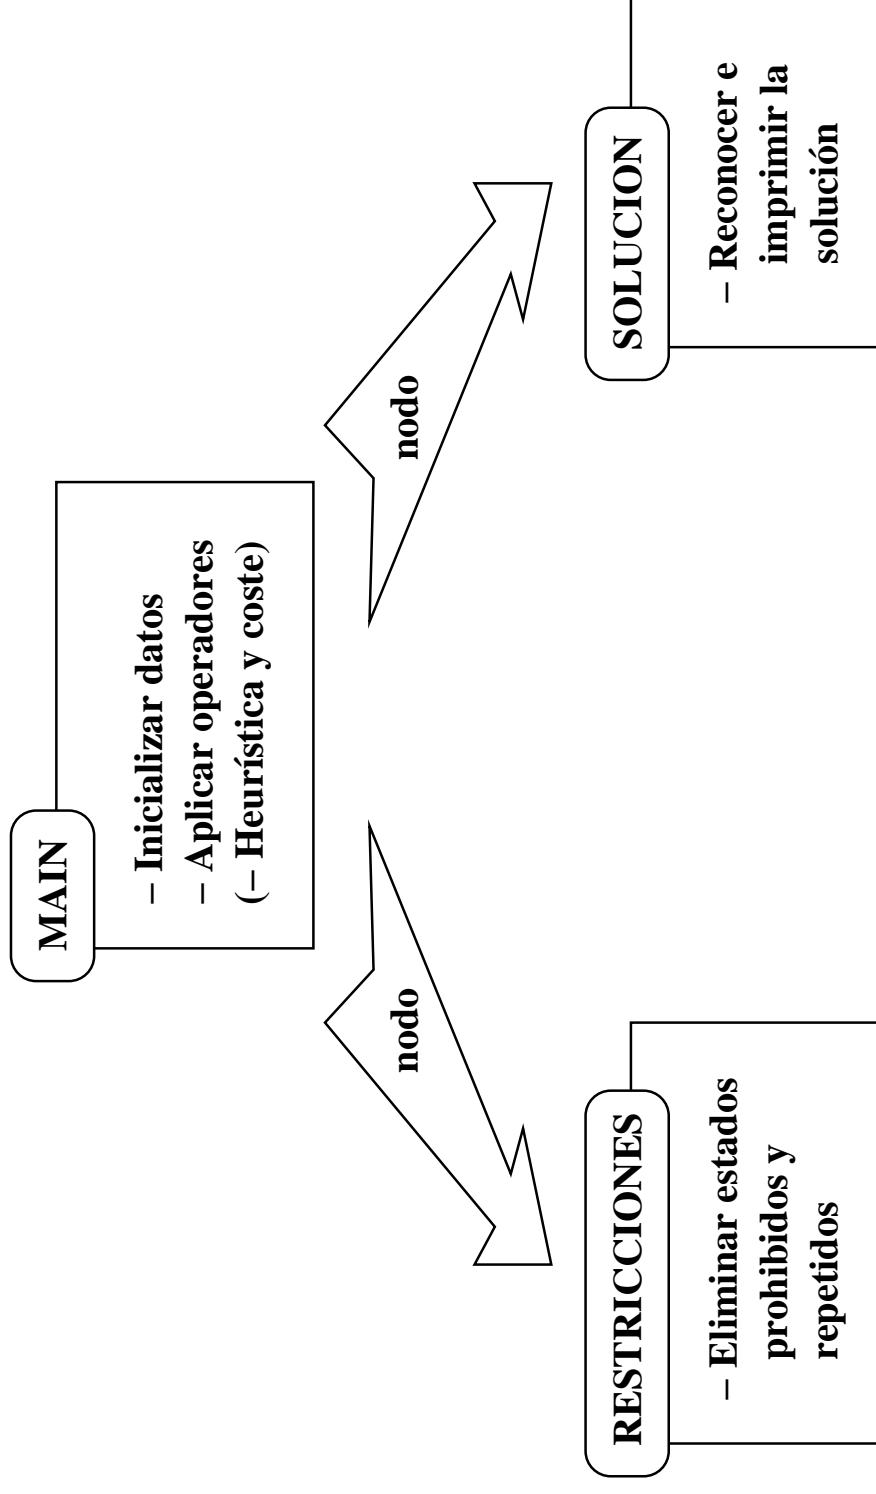 MAIN
– Inicializar datos
– Aplicar operadores
(– Heurística y coste)
nodo
nodo
RESTRICCIONES
– Eliminar estados
prohibidos y
repetidos
SOLUCION
– Reconocer e
imprimir la
solución